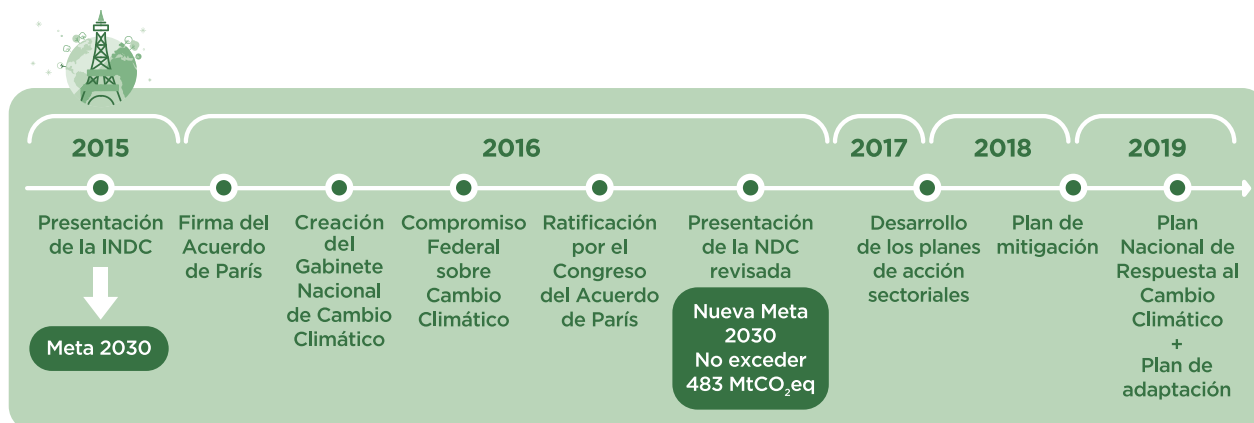 2015
2016
2017
2018
2019
Presentación
de la INDC
Meta 2030
Firma del
Acuerdo
de París
Creación
del
Gabinete
Nacional
de Cambio
Climático
Compromiso
Federal
sobre
Cambio
Climático
Ratificación
por el
Congreso
del Acuerdo
de París
Presentación
de la NDC
revisada
Nueva Meta
2030
No exceder
483 MtCO₂eq
Desarrollo
de los planes
de acción
sectoriales
Plan de
mitigación
Plan
Nacional de
Respuesta al
Cambio
Climático
+
Plan de
adaptación